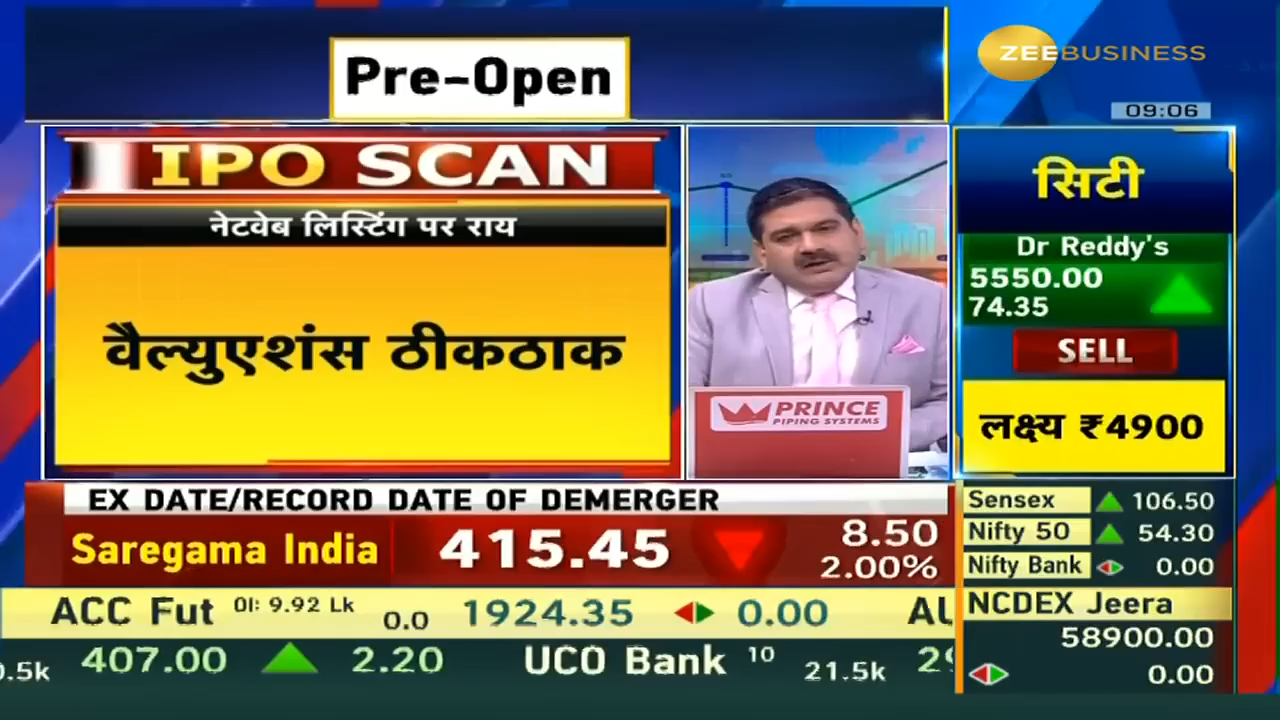 Pre-Open
ZEEBUSINESS
09:06
IPO SCAN
नेटवेब लिस्टिंग पर राय
वैल्युएशंस ठीकठाक
PRINCE
PIPING SYSTEMS
सिटी
Dr Reddy's
5550.00
74.35
SELL
लक्ष्य ₹4900
EX DATE/RECORD DATE OF DEMERGER
Saregama India 415.45 8.50
2.00%
Sensex 106.50
Nifty 50 54.30
Nifty Bank 0.00
NCDEX Jeera
58900.00
0.00
ACC Fut OI: 9.92 Lk 0.0 1924.35 0.00
407.00 2.20 UCO Bank 10 21.5k